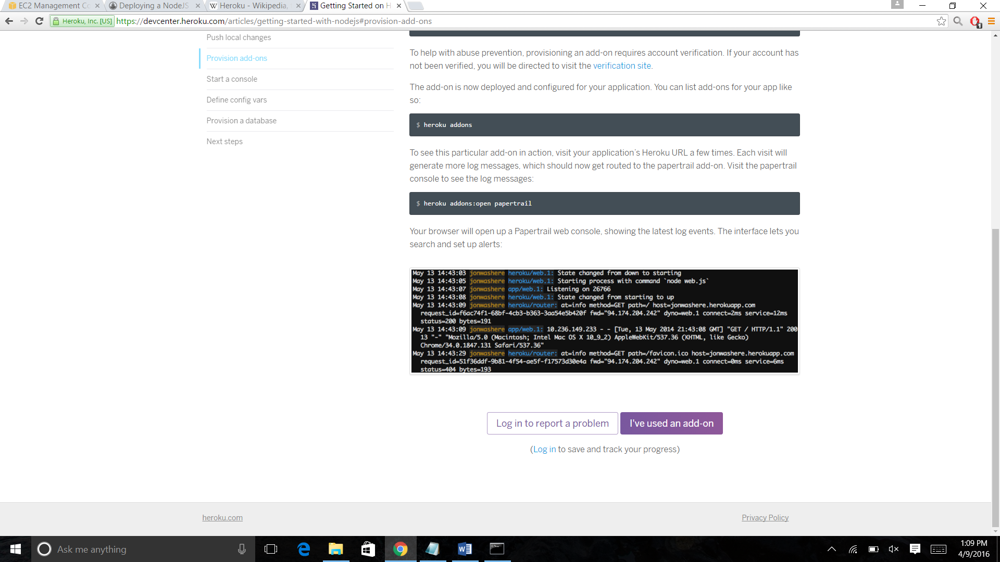 EC2 Management Co
Deploying a NodeJS
Heroku - Wikipedia,
Getting Started on H
Heroku, Inc. [US]
https://devcenter.heroku.com/articles/getting-started-with-nodejs#provision-add-ons
1
Push local changes
Provision add-ons
Start a console
Define config vars
Provision a database
Next steps
To help with abuse prevention, provisioning an add-on requires account verification. If your account has
not been verified, you will be directed to visit the verification site.
The add-on is now deployed and configured for your application. You can list add-ons for your app like
so:
$ heroku addons
To see this particular add-on in action, visit your application's Heroku URL a few times. Each visit will
generate more log messages, which should now get routed to the papertrail add-on. Visit the papertrail
console to see the log messages:
$ heroku addons:open papertrail
Your browser will open up a Papertrail web console, showing the latest log events. The interface lets you
search and set up alerts:
May 13 14:43:03 jonwashere heroku/web.1: State changed from down to starting
May 13 14:43:05 jonwashere heroku/web.1: Starting process with command `node web.js`
May 13 14:43:07 jonwashere app/web.1: Listening on 26766
May 13 14:43:08 jonwashere heroku/web.1: State changed from starting to up
May 13 14:43:09 jonwashere heroku/router: at=info method=GET path=/ host=jonwashere.herokuapp.com
request_id=f6ac74f1-68bf-4cb3-b363-3aa54e5b420f fwd="94.174.204.242" dyno=web.1 connect=2ms service=12ms
status=200 bytes=191
May 13 14:43:09 jonwashere app/web.1: 10.236.149.233 - - [Tue, 13 May 2014 21:43:08 GMT] "GET / HTTP/1.1" 200
13 "-" "Mozilla/5.0 (Macintosh; Intel Mac OS X 10_9_2) AppleWebKit/537.36 (KHTML, like Gecko)
Chrome/34.0.1847.131 Safari/537.36"
May 13 14:43:29 jonwashere heroku/router: at=info method=GET path=/favicon.ico host=jonwashere.herokuapp.com
request_id=51f36ddf-9b81-4f54-ae5f-f17573d30e4a fwd="94.174.204.242" dyno=web.1 connect=0ms service=6ms
status=404 bytes=193
Log in to report a problem
I've used an add-on
(Log in to save and track your progress)
heroku.com
Privacy Policy
Ask me anything
1:09 PM
4/9/2016